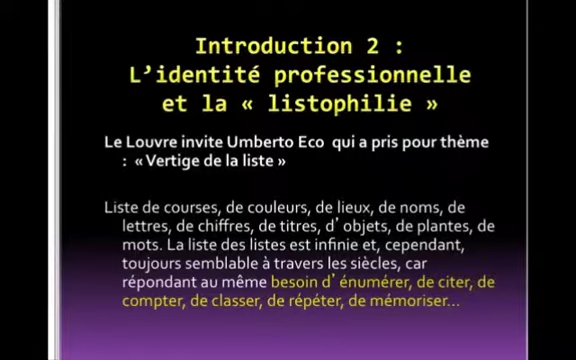 Introduction 2 :
L’identité professionnelle
et la « listophilie »
Le Louvre invite Umberto Eco qui a pris pour thème
: « Vertige de la liste »
Liste de courses, de couleurs, de lieux, de noms, de
lettres, de chiffres, de titres, d’ objets, de plantes, de
mots. La liste des listes est infinie et, cependant,
toujours semblable à travers les siècles, car
répondant au même besoin d’ énumérer, de citer, de
compter, de classer, de répéter, de mémoriser...